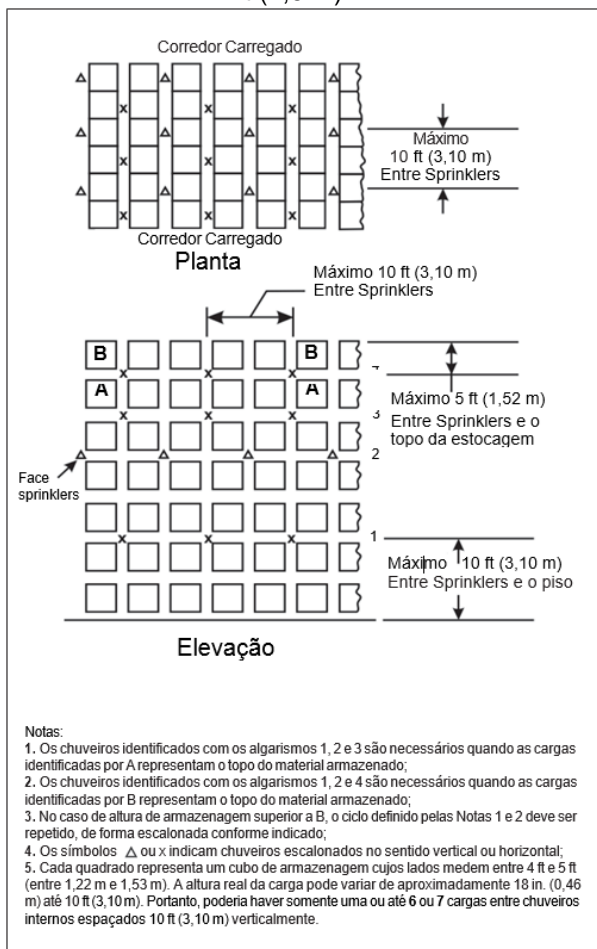 Corredor Carregado
Máximo
10 ft (3,10 m)
Entre Sprinklers
Corredor Carregado
Planta
Máximo 10 ft (3,10 m)
Entre Sprinklers
B
B
A
A
Máximo 5 ft (1,52 m)
Entre Sprinklers e o
topo da estocagem
3
2
Face
sprinklers
1
Máximo 10 ft (3,10 m)
Entre Sprinklers e o piso
Elevação
Notas:
1. Os chuveiros identificados com os algarismos 1, 2 e 3 são necessários quando as cargas
identificadas por A representam o topo do material armazenado;
2. Os chuveiros identificados com os algarismos 1, 2 e 4 são necessários quando as cargas
identificadas por B representam o topo do material armazenado;
3. No caso de altura de armazenagem superior a B, o ciclo definido pelas Notas 1 e 2 deve ser
repetido, de forma escalonada conforme indicado;
4. Os símbolos △ ou x indicam chuveiros escalonados no sentido vertical ou horizontal;
5. Cada quadrado representa um cubo de armazenagem cujos lados medem entre 4 ft e 5 ft
(entre 1,22 m e 1,53 m). A altura real da carga pode variar de aproximadamente 18 in. (0,46
m) até 10 ft (3,10 m). Portanto, poderia haver somente uma ou até 6 ou 7 cargas entre chuveiros
internos espaçados 10 ft (3,10 m) verticalmente.